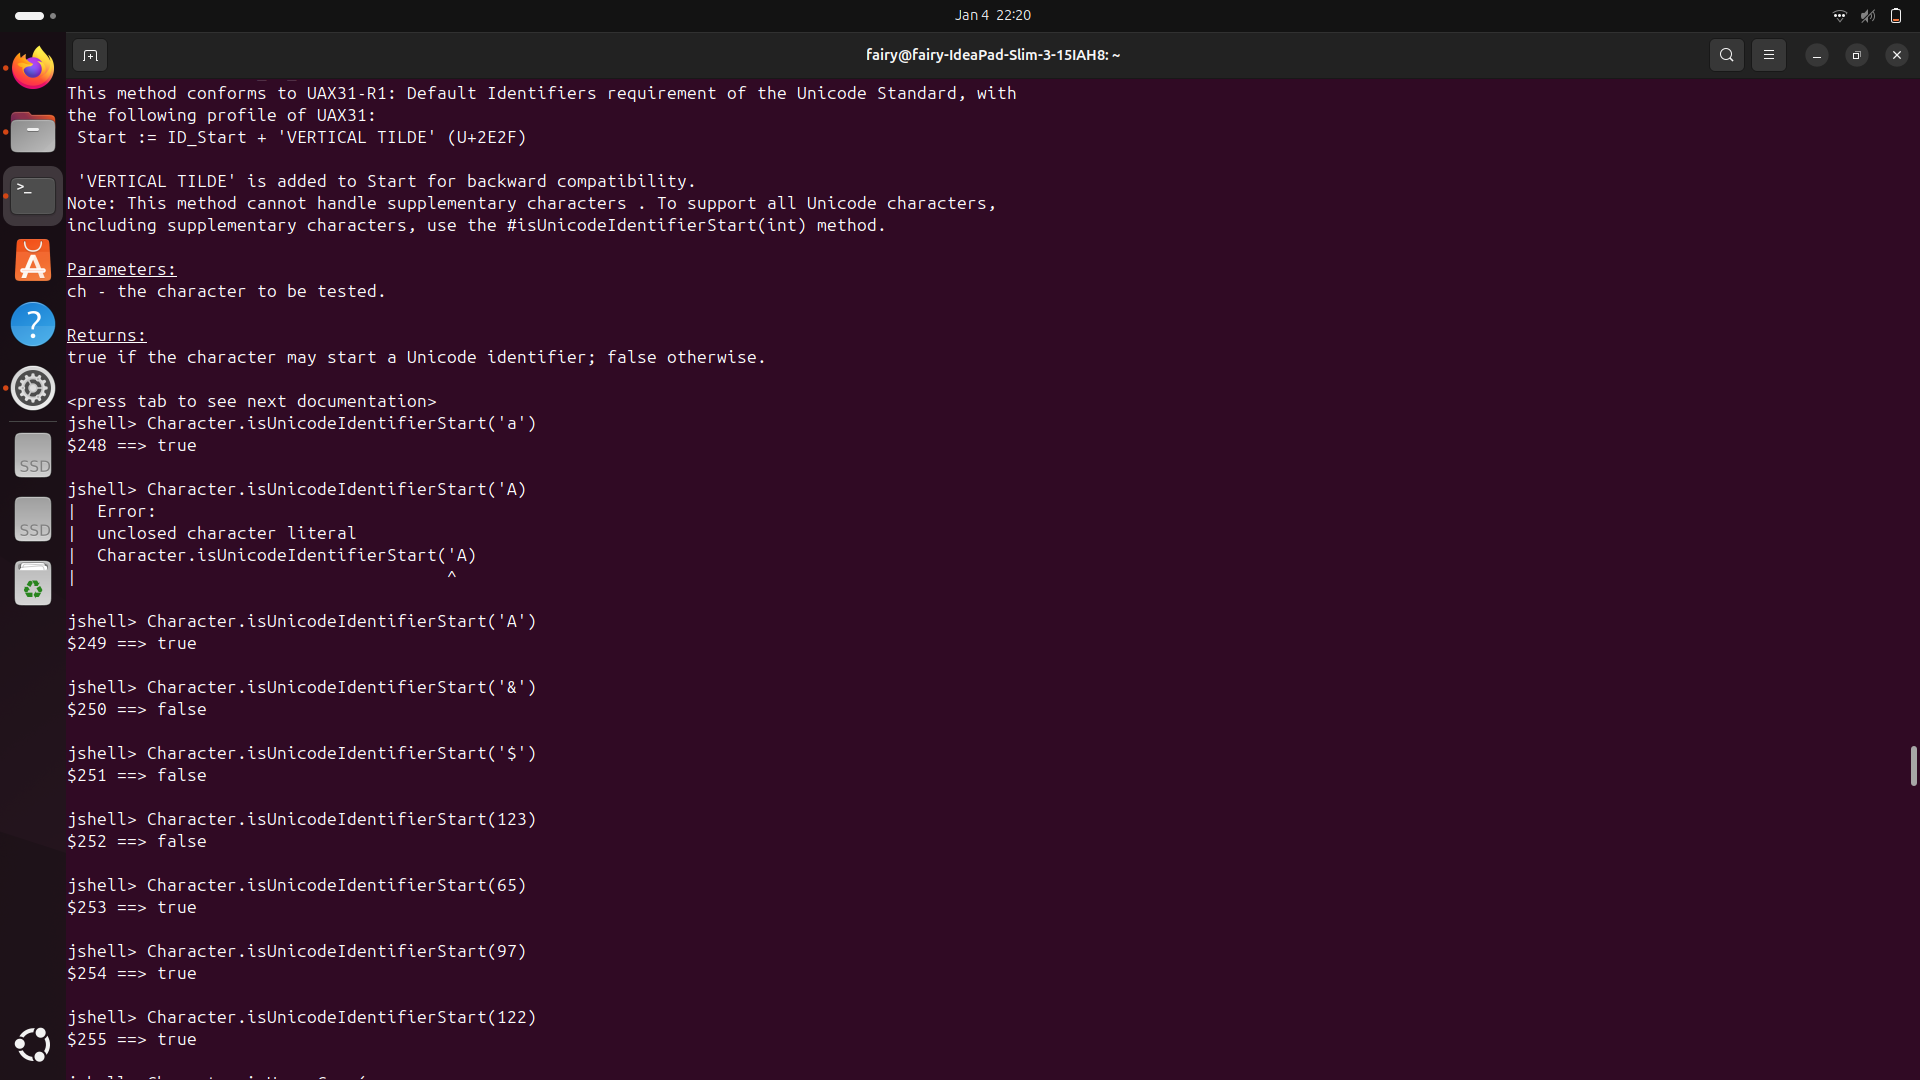 Jan 4 22:20
fairy@fairy-IdeaPad-Slim-3-15IAH8: ~
This method conforms to UAX31-R1: Default Identifiers requirement of the Unicode Standard, with
the following profile of UAX31:
 Start := ID_Start + 'VERTICAL TILDE' (U+2E2F)
 'VERTICAL TILDE' is added to Start for backward compatibility.
Note: This method cannot handle supplementary characters . To support all Unicode characters,
including supplementary characters, use the #isUnicodeIdentifierStart(int) method.
Parameters:
ch - the character to be tested.
Returns:
true if the character may start a Unicode identifier; false otherwise.
<press tab to see next documentation>
jshell> Character.isUnicodeIdentifierStart('a')
$248 ==> true
jshell> Character.isUnicodeIdentifierStart('A)
|  Error:
|  unclosed character literal
|  Character.isUnicodeIdentifierStart('A)
|                                     ^
jshell> Character.isUnicodeIdentifierStart('A')
$249 ==> true
jshell> Character.isUnicodeIdentifierStart('&')
$250 ==> false
jshell> Character.isUnicodeIdentifierStart('$')
$251 ==> false
jshell> Character.isUnicodeIdentifierStart(123)
$252 ==> false
jshell> Character.isUnicodeIdentifierStart(65)
$253 ==> true
jshell> Character.isUnicodeIdentifierStart(97)
$254 ==> true
jshell> Character.isUnicodeIdentifierStart(122)
$255 ==> true
SSD
SSD